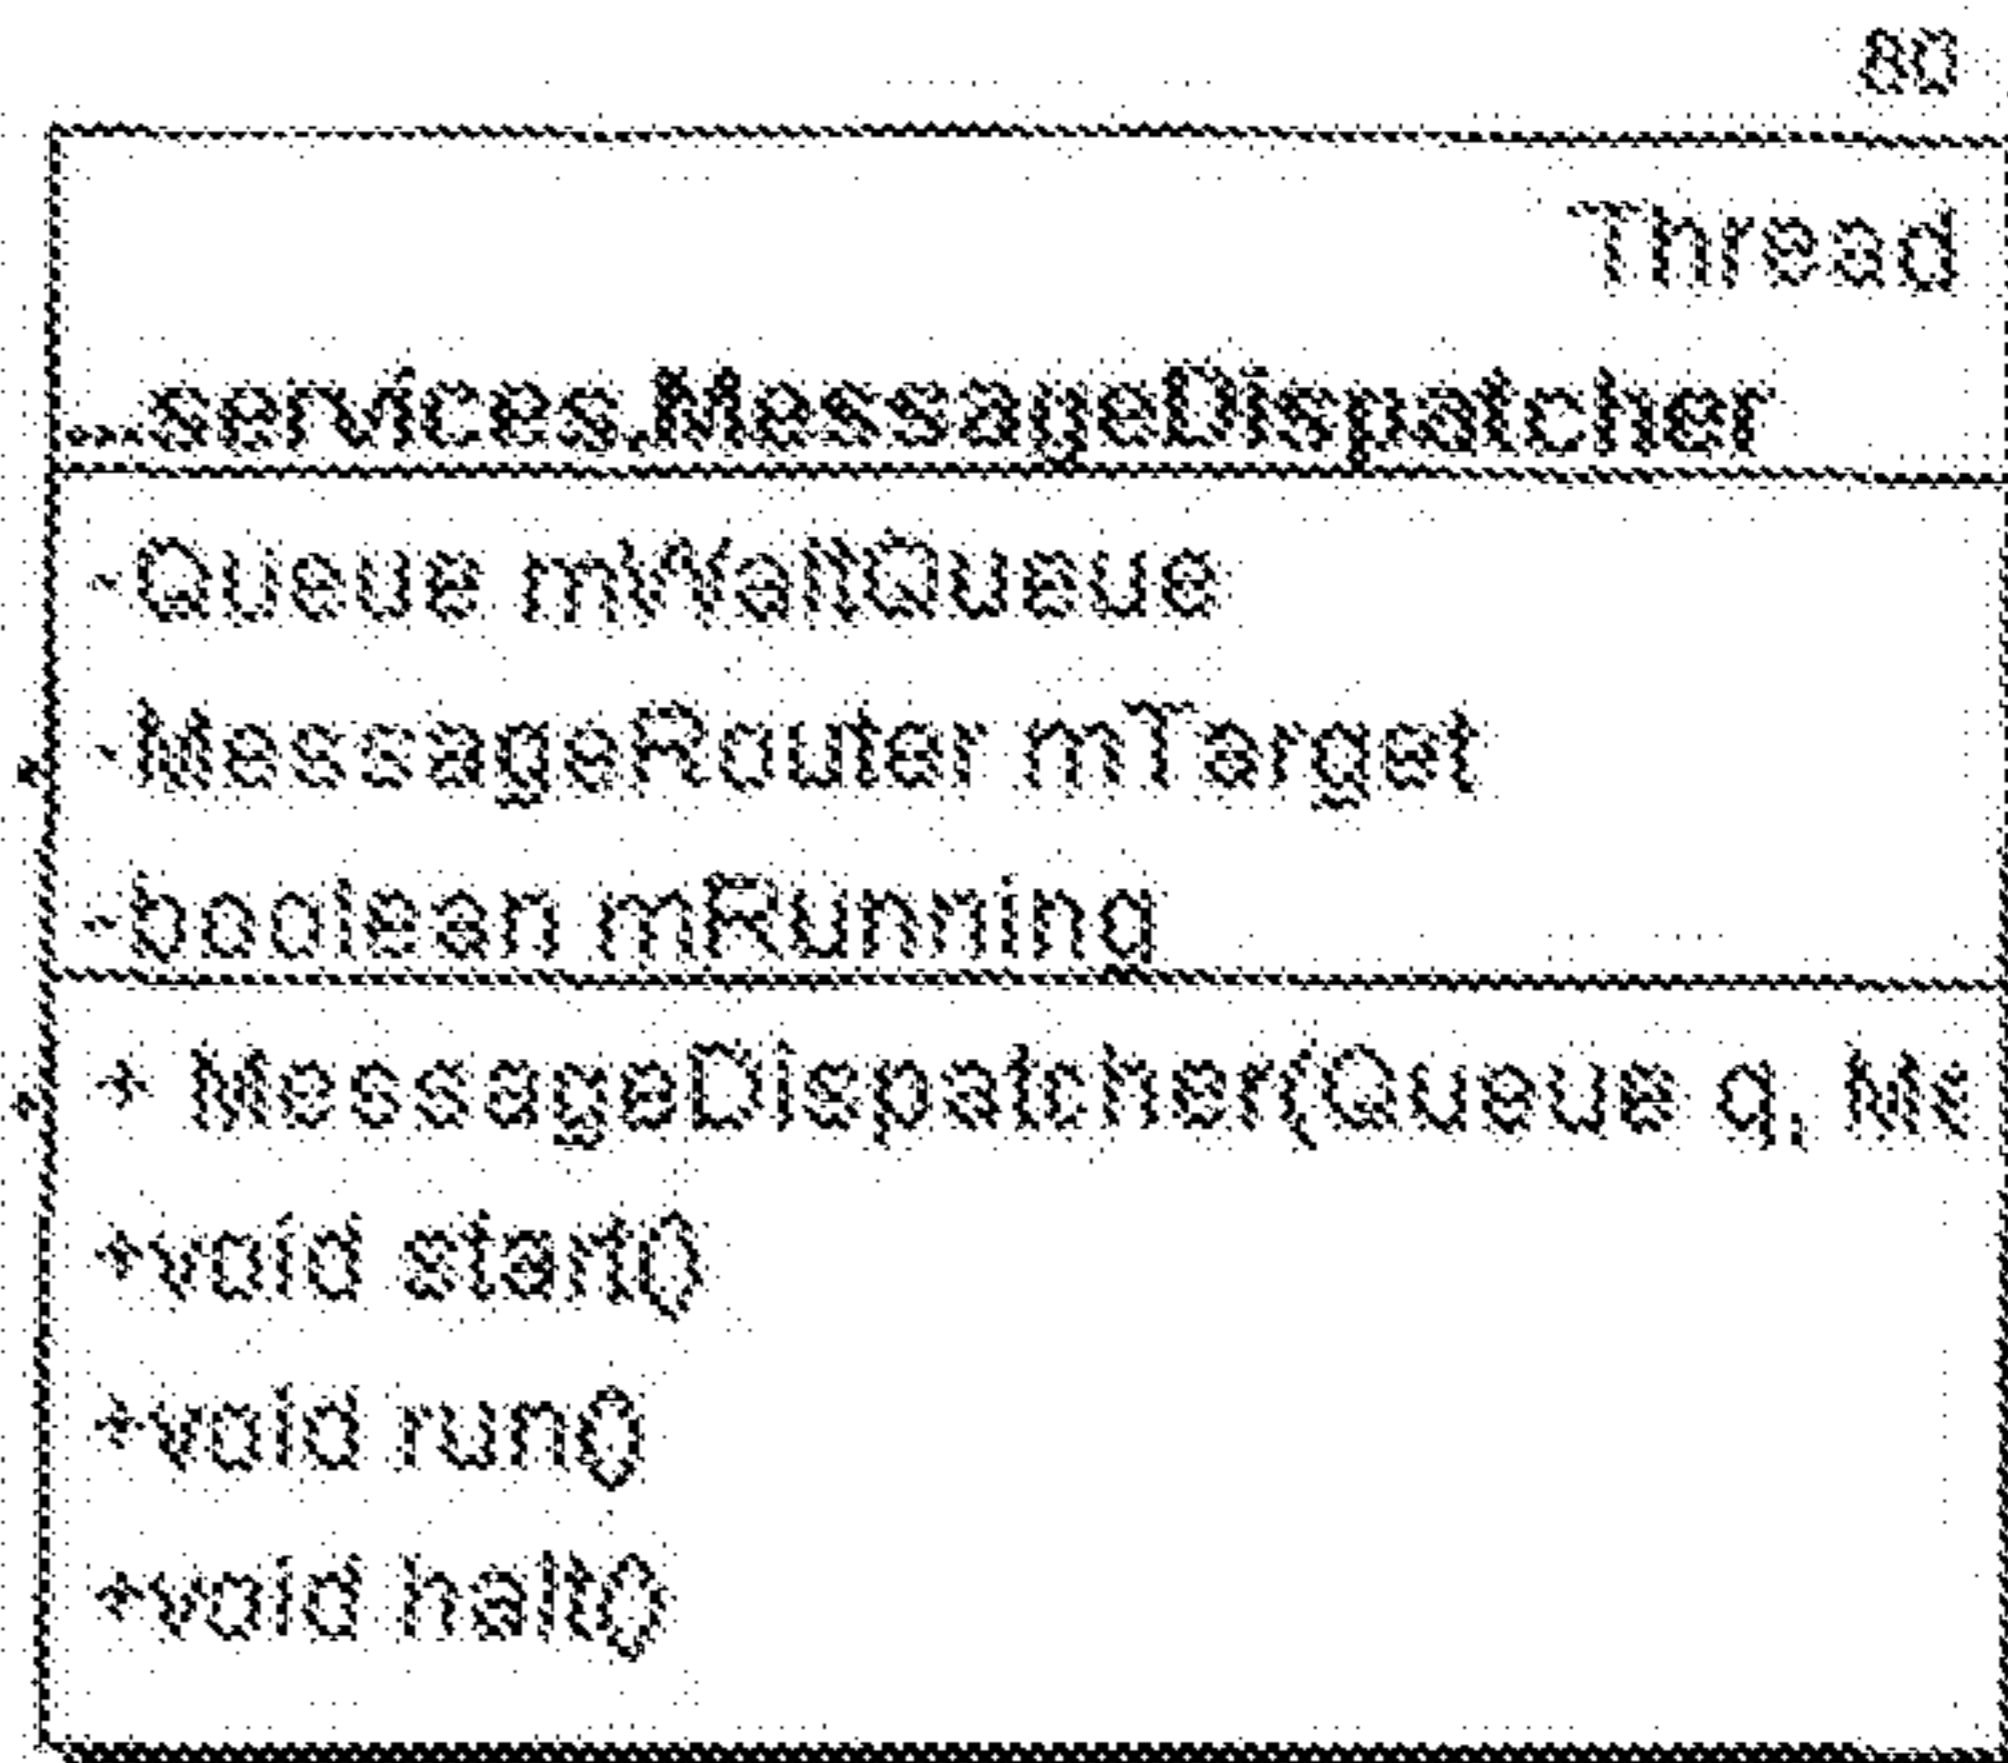 80
Thread
...services.MessageDispatcher
-Queue mWaitQueue
-MessageRouter mTarget
-boolean mRunning
+ MessageDispatcher(Queue q, Me
+void start()
+void run()
+void halt()